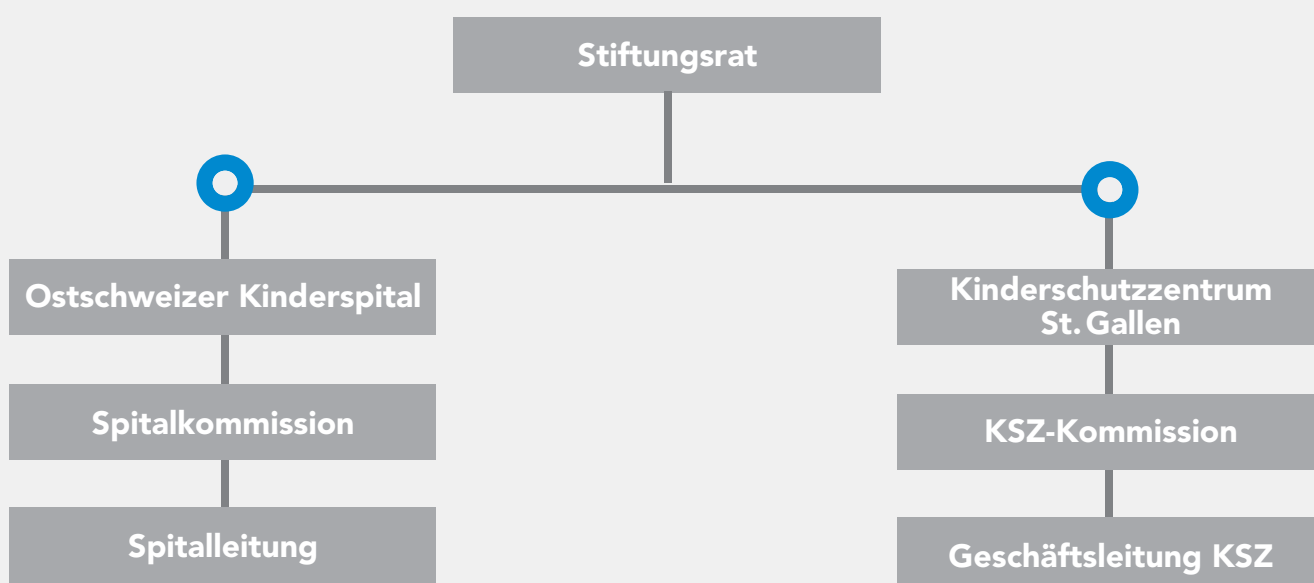 Stiftungsrat
Ostschweizer Kinderspital
Spitalkommission
Spitalleitung
Kinderschutzzentrum
St. Gallen
KSZ-Kommission
Geschäftsleitung KSZ